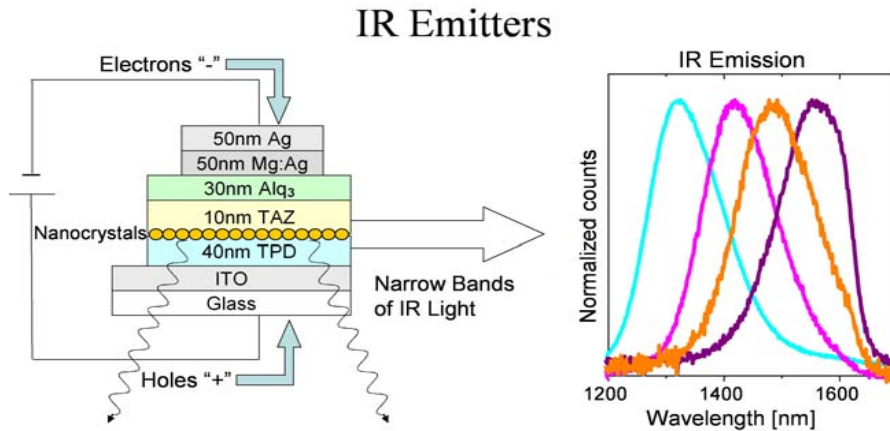 IR Emitters
Electrons “-”
50nm Ag
50nm Mg:Ag
30nm Alq₃
10nm TAZ
Nanocrystals
40nm TPD
ITO
Glass
Holes “+”
Narrow Bands
of IR Light
IR Emission
Normalized counts
1200 1400 1600
Wavelength [nm]